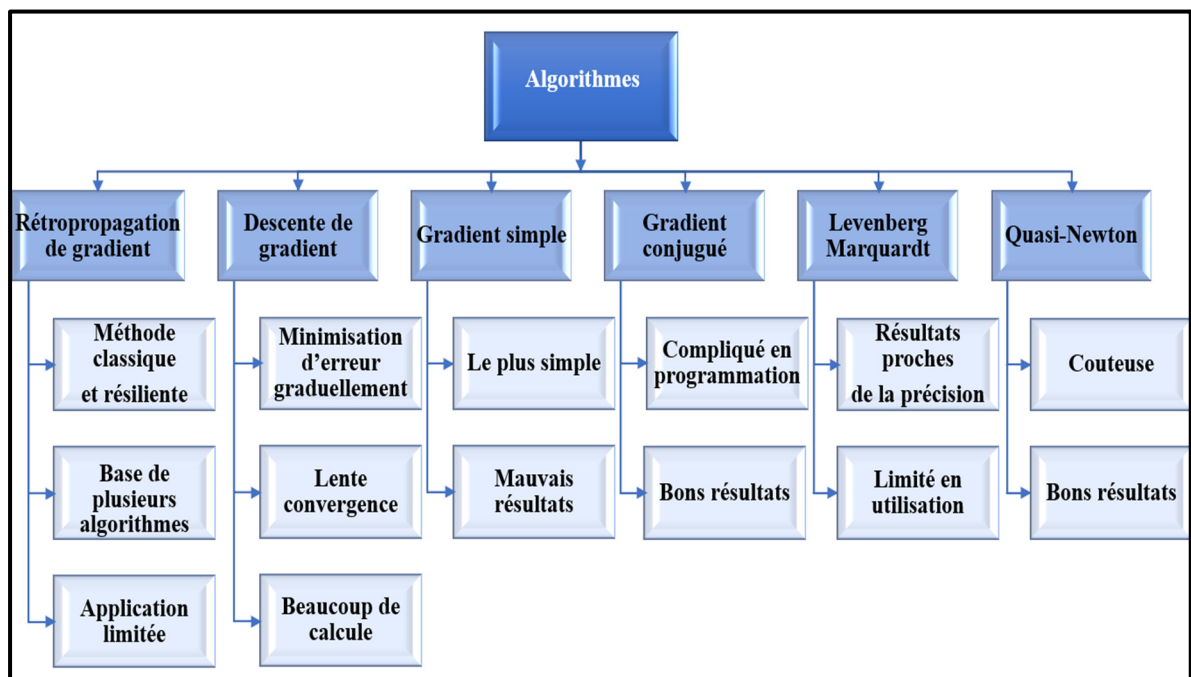 Algorithmes
Rétropropagation
de gradient
Descente de
gradient
Gradient simple
Gradient
conjugué
Levenberg
Marquardt
Quasi-Newton
Méthode
classique
et résiliente
Minimisation
d'erreur
graduellement
Le plus simple
Compliqué en
programmation
Résultats
proches
de la précision
Couteuse
Base de
plusieurs
algorithmes
Lente
convergence
Mauvais
résultats
Bons résultats
Limité en
utilisation
Bons résultats
Application
limitée
Beaucoup de
calcule